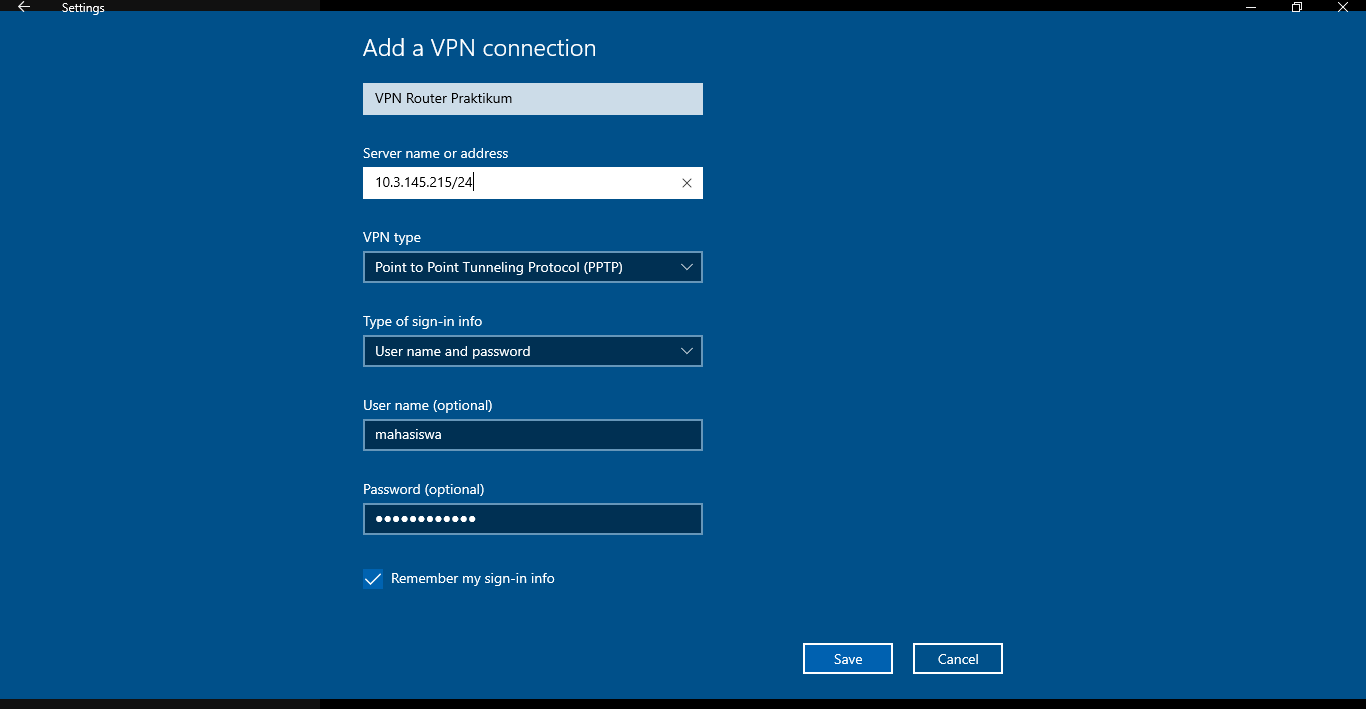 Settings
Add a VPN connection
VPN Router Praktikum
Server name or address
10.3.145.215/24
VPN type
Point to Point Tunneling Protocol (PPTP)
Type of sign-in info
User name and password
User name (optional)
mahasiswa
Password (optional)
••••••••••••
Remember my sign-in info
Save
Cancel